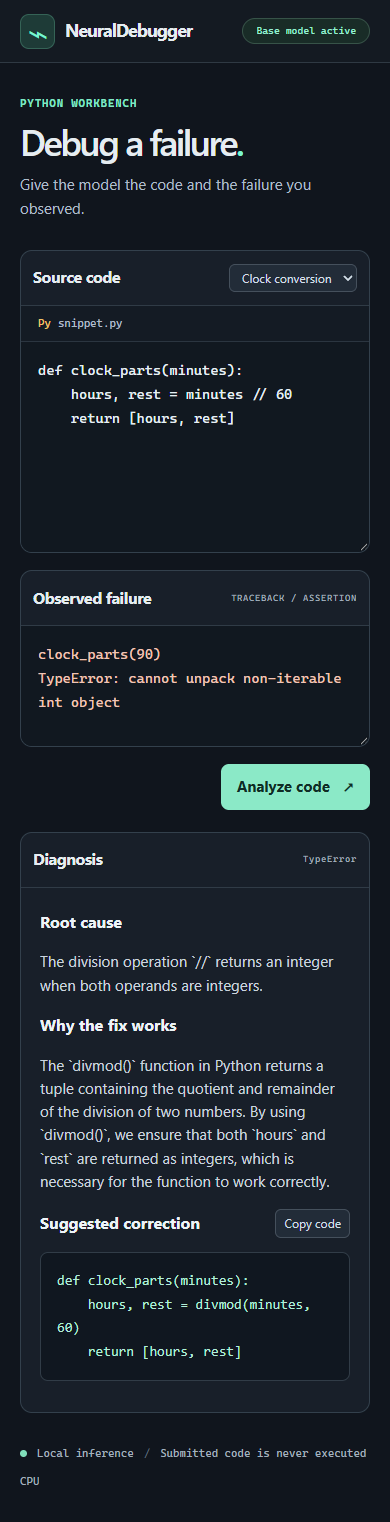 NeuralDebugger
Base model active
PYTHON WORKBENCH
Debug a failure.
Give the model the code and the failure you
observed.
Source code
Clock conversion
Py snippet.py
def clock_parts(minutes):
    hours, rest = minutes // 60
    return [hours, rest]
Observed failure
TRACEBACK / ASSERTION
clock_parts(90)
TypeError: cannot unpack non-iterable
int object
Analyze code ↗
Diagnosis
TypeError
Root cause
The division operation `//` returns an integer
when both operands are integers.
Why the fix works
The `divmod()` function in Python returns a
tuple containing the quotient and remainder
of the division of two numbers. By using
`divmod()`, we ensure that both `hours` and
`rest` are returned as integers, which is
necessary for the function to work correctly.
Suggested correction
Copy code
def clock_parts(minutes):
    hours, rest = divmod(minutes,
60)
    return [hours, rest]
Local inference / Submitted code is never executed
CPU